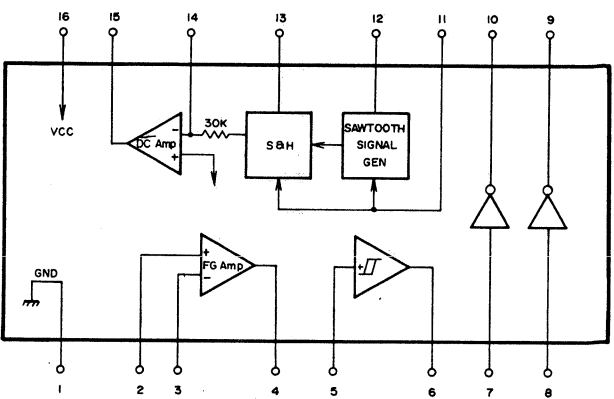 16 15 14 13 12 11 10 9
VCC
DC Amp
-
+
30K
S&H
SAWTOOTH
SIGNAL
GEN
GND
+
FG Amp
-
+
1 2 3 4 5 6 7 8